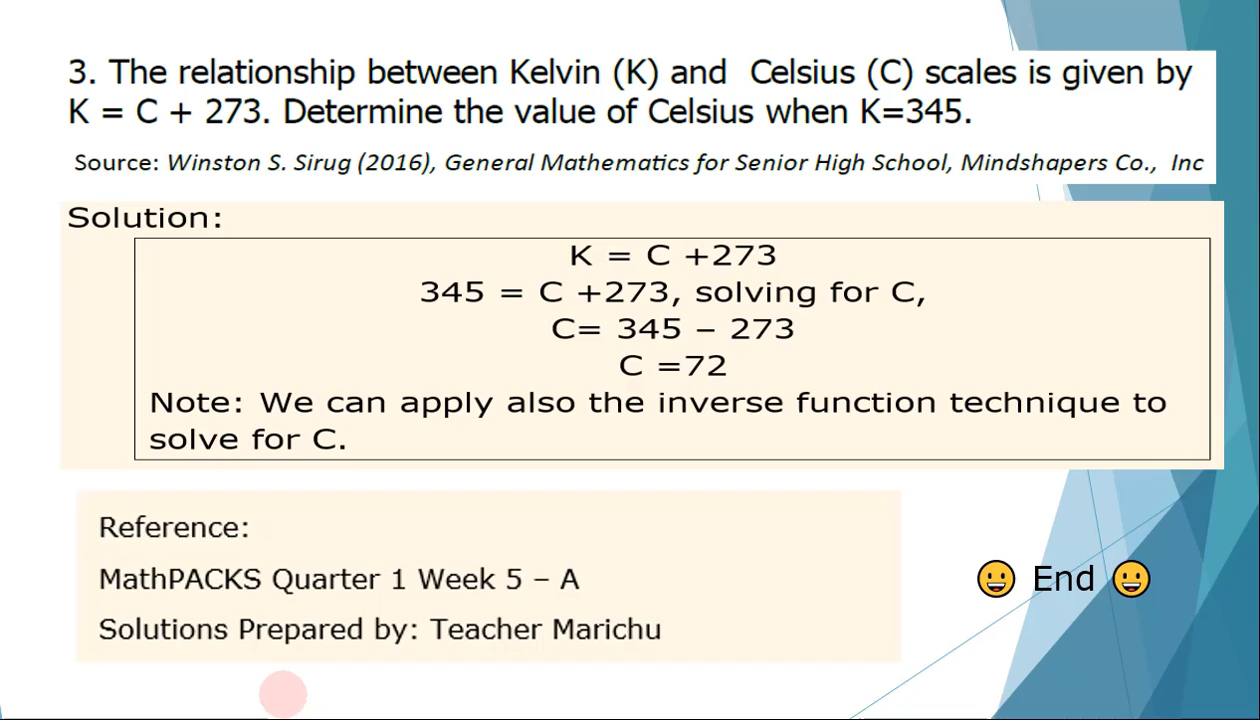 3. The relationship between Kelvin (K) and  Celsius (C) scales is given by
K = C + 273. Determine the value of Celsius when K=345.
Source: Winston S. Sirug (2016), General Mathematics for Senior High School, Mindshapers Co.,  Inc
Solution:
K = C +273
345 = C +273, solving for C,
C= 345 – 273
C =72
Note: We can apply also the inverse function technique to
solve for C.
Reference:
MathPACKS Quarter 1 Week 5 – A
Solutions Prepared by: Teacher Marichu
😀 End 😀